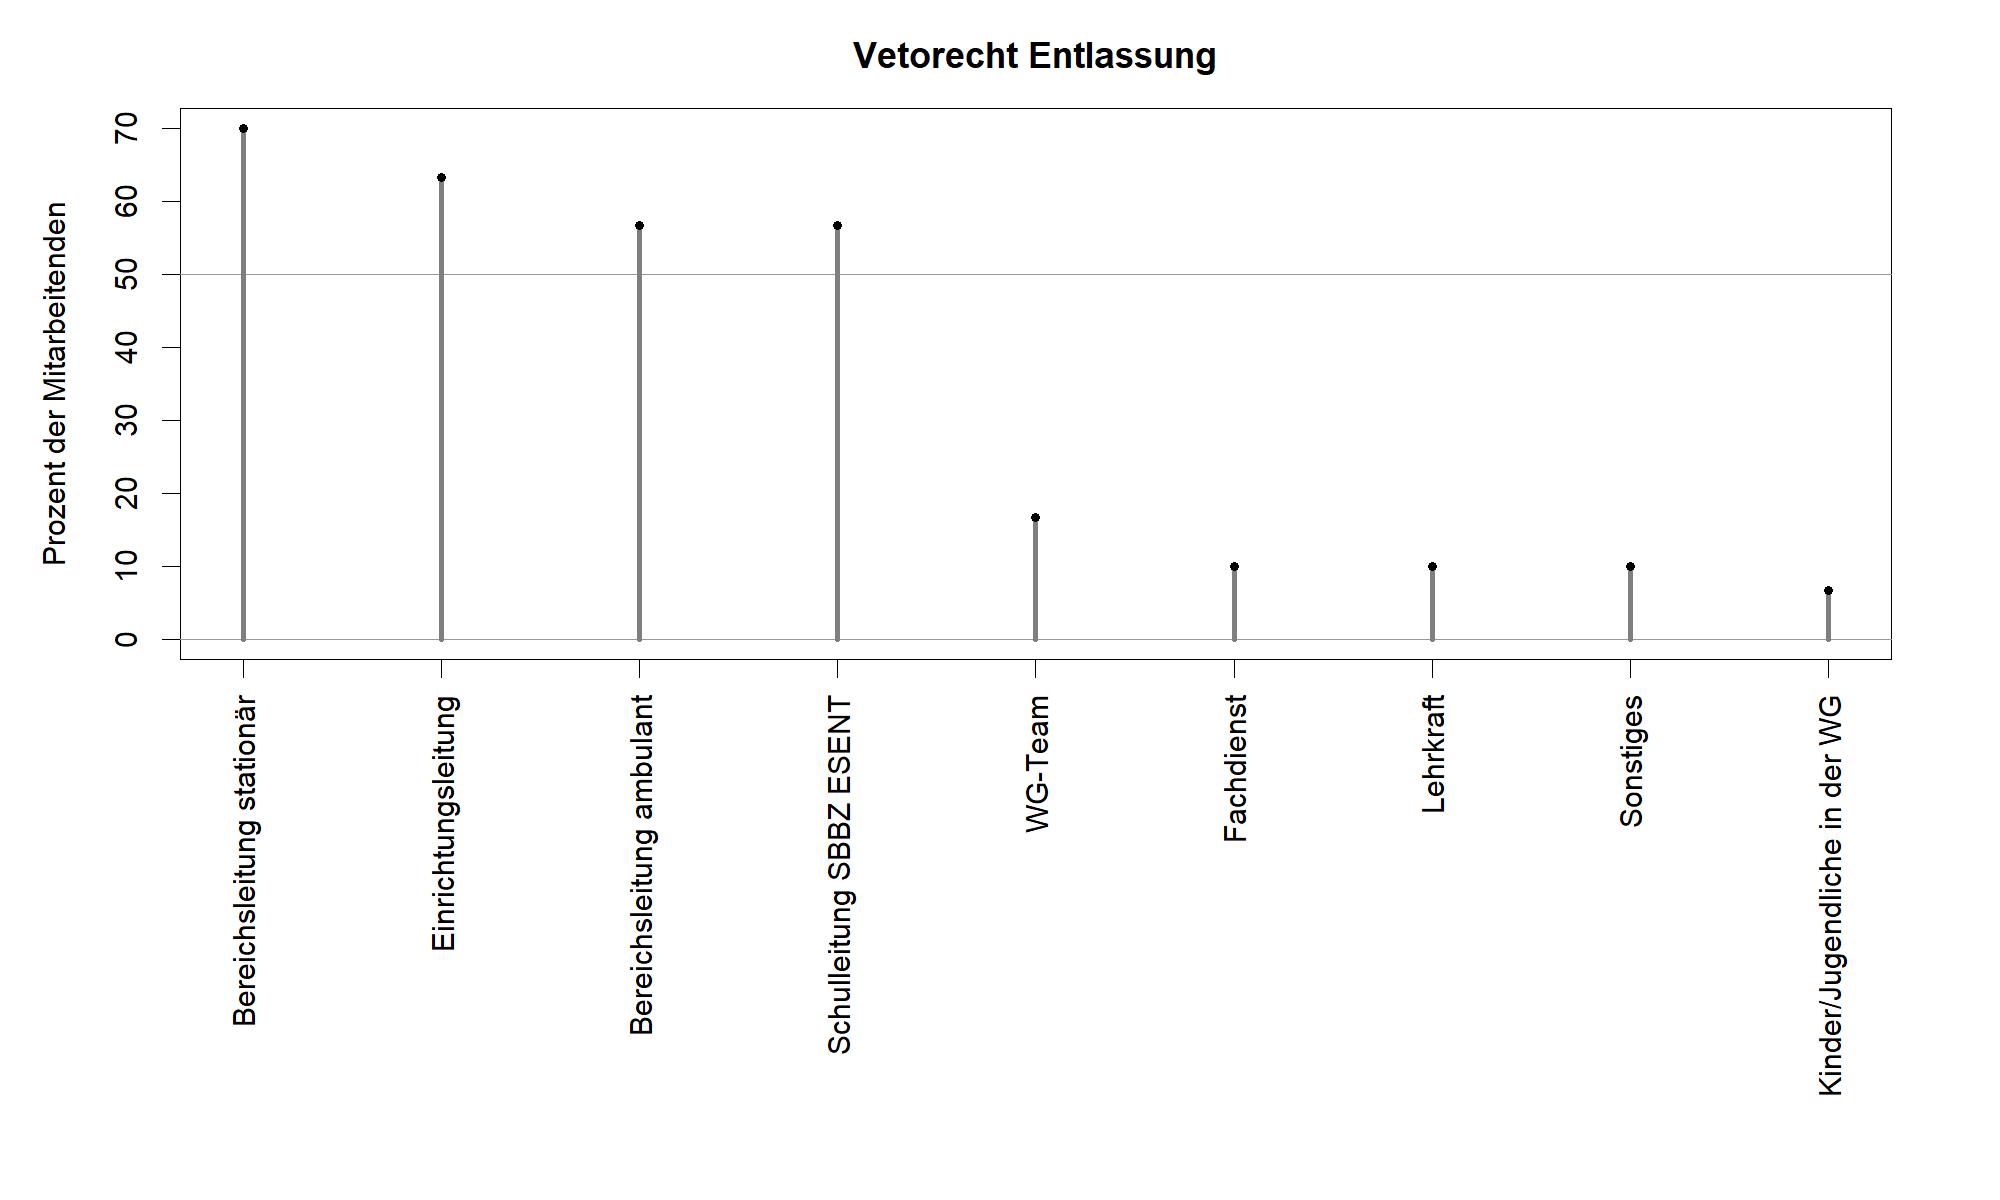 Vetorecht Entlassung
Prozent der Mitarbeitenden
70
60
50
40
30
20
10
0
Bereichsleitung stationär
Einrichtungsleitung
Bereichsleitung ambulant
Schulleitung SBBZ ESENT
WG-Team
Fachdienst
Lehrkraft
Sonstiges
Kinder/Jugendliche in der WG